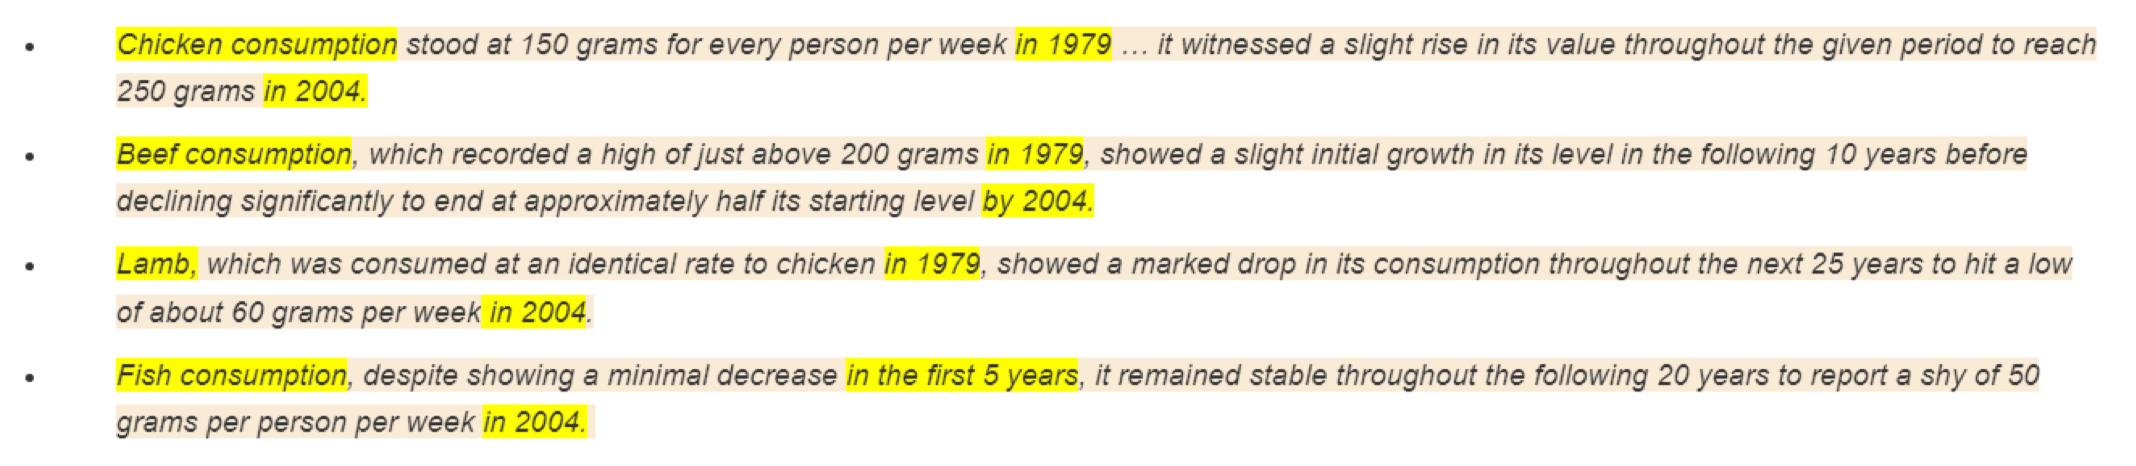 • Chicken consumption stood at 150 grams for every person per week in 1979 … it witnessed a slight rise in its value throughout the given period to reach
250 grams in 2004.
• Beef consumption, which recorded a high of just above 200 grams in 1979, showed a slight initial growth in its level in the following 10 years before
declining significantly to end at approximately half its starting level by 2004.
• Lamb, which was consumed at an identical rate to chicken in 1979, showed a marked drop in its consumption throughout the next 25 years to hit a low
of about 60 grams per week in 2004.
• Fish consumption, despite showing a minimal decrease in the first 5 years, it remained stable throughout the following 20 years to report a shy of 50
grams per person per week in 2004.